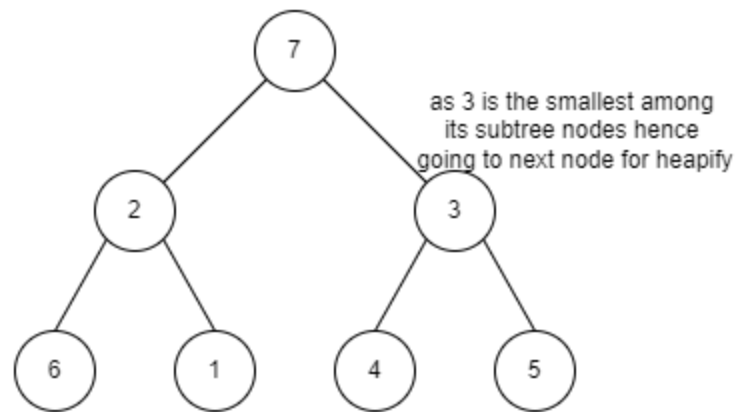 7
as 3 is the smallest among
its subtree nodes hence
going to next node for heapify
2
3
6
1
4
5